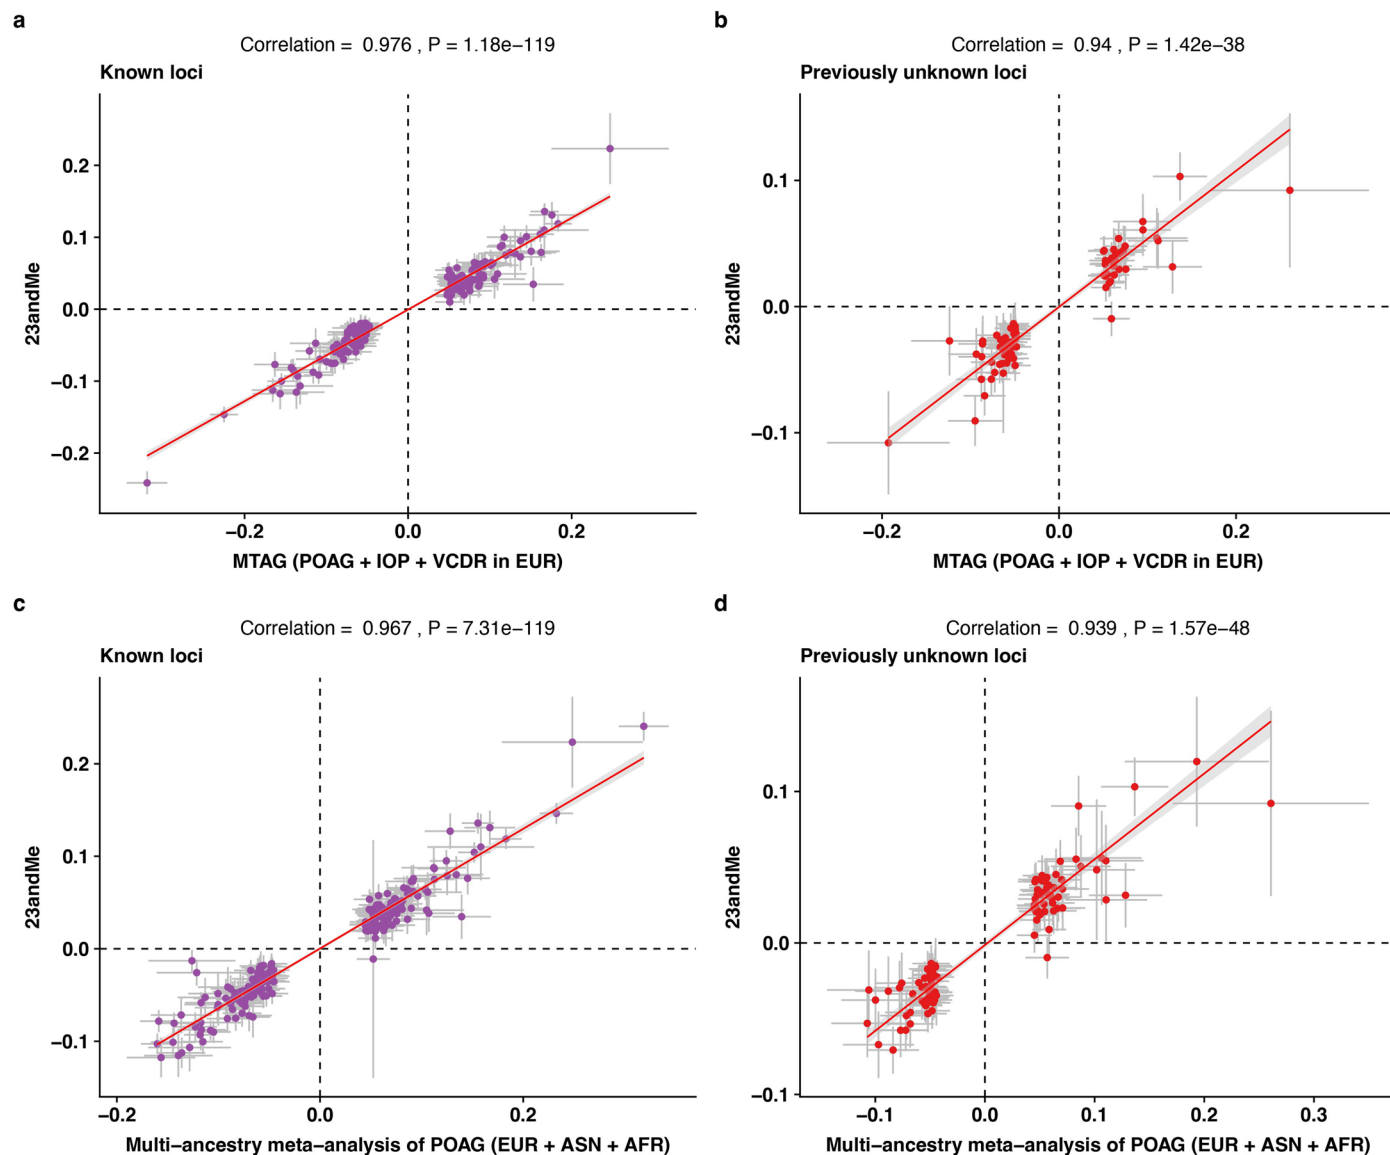 a
Correlation = 0.976 , P = 1.18e−119
Known loci
23andMe
0.2
0.1
0.0
−0.1
−0.2
−0.2 0.0 0.2
MTAG (POAG + IOP + VCDR in EUR)
b
Correlation = 0.94 , P = 1.42e−38
Previously unknown loci
23andMe
0.1
0.0
−0.1
−0.2 0.0 0.2
MTAG (POAG + IOP + VCDR in EUR)
c
Correlation = 0.967 , P = 7.31e−119
Known loci
23andMe
0.2
0.1
0.0
−0.1
−0.2 0.0 0.2
Multi−ancestry meta−analysis of POAG (EUR + ASN + AFR)
d
Correlation = 0.939 , P = 1.57e−48
Previously unknown loci
23andMe
0.1
0.0
−0.1
−0.1 0.0 0.1 0.2 0.3
Multi−ancestry meta−analysis of POAG (EUR + ASN + AFR)